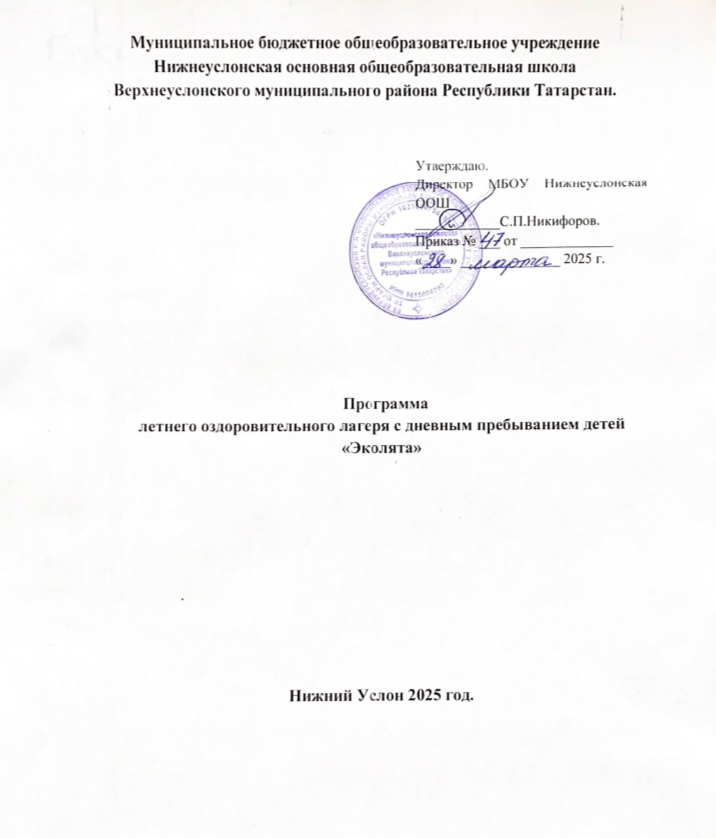 Муниципальное бюджетное общеобразовательное учреждение
Нижнеуслонская основная общеобразовательная школа
Верхнеуслонского муниципального района Республики Татарстан.
Утверждаю.
Директор МБОУ Нижнеуслонская
ООШ
____________С.П.Никифоров.
Приказ № 47 от _____________
«28» марта 2025 г.
Программа
летнего оздоровительного лагеря с дневным пребыванием детей
«Эколята»
Нижний Услон 2025 год.